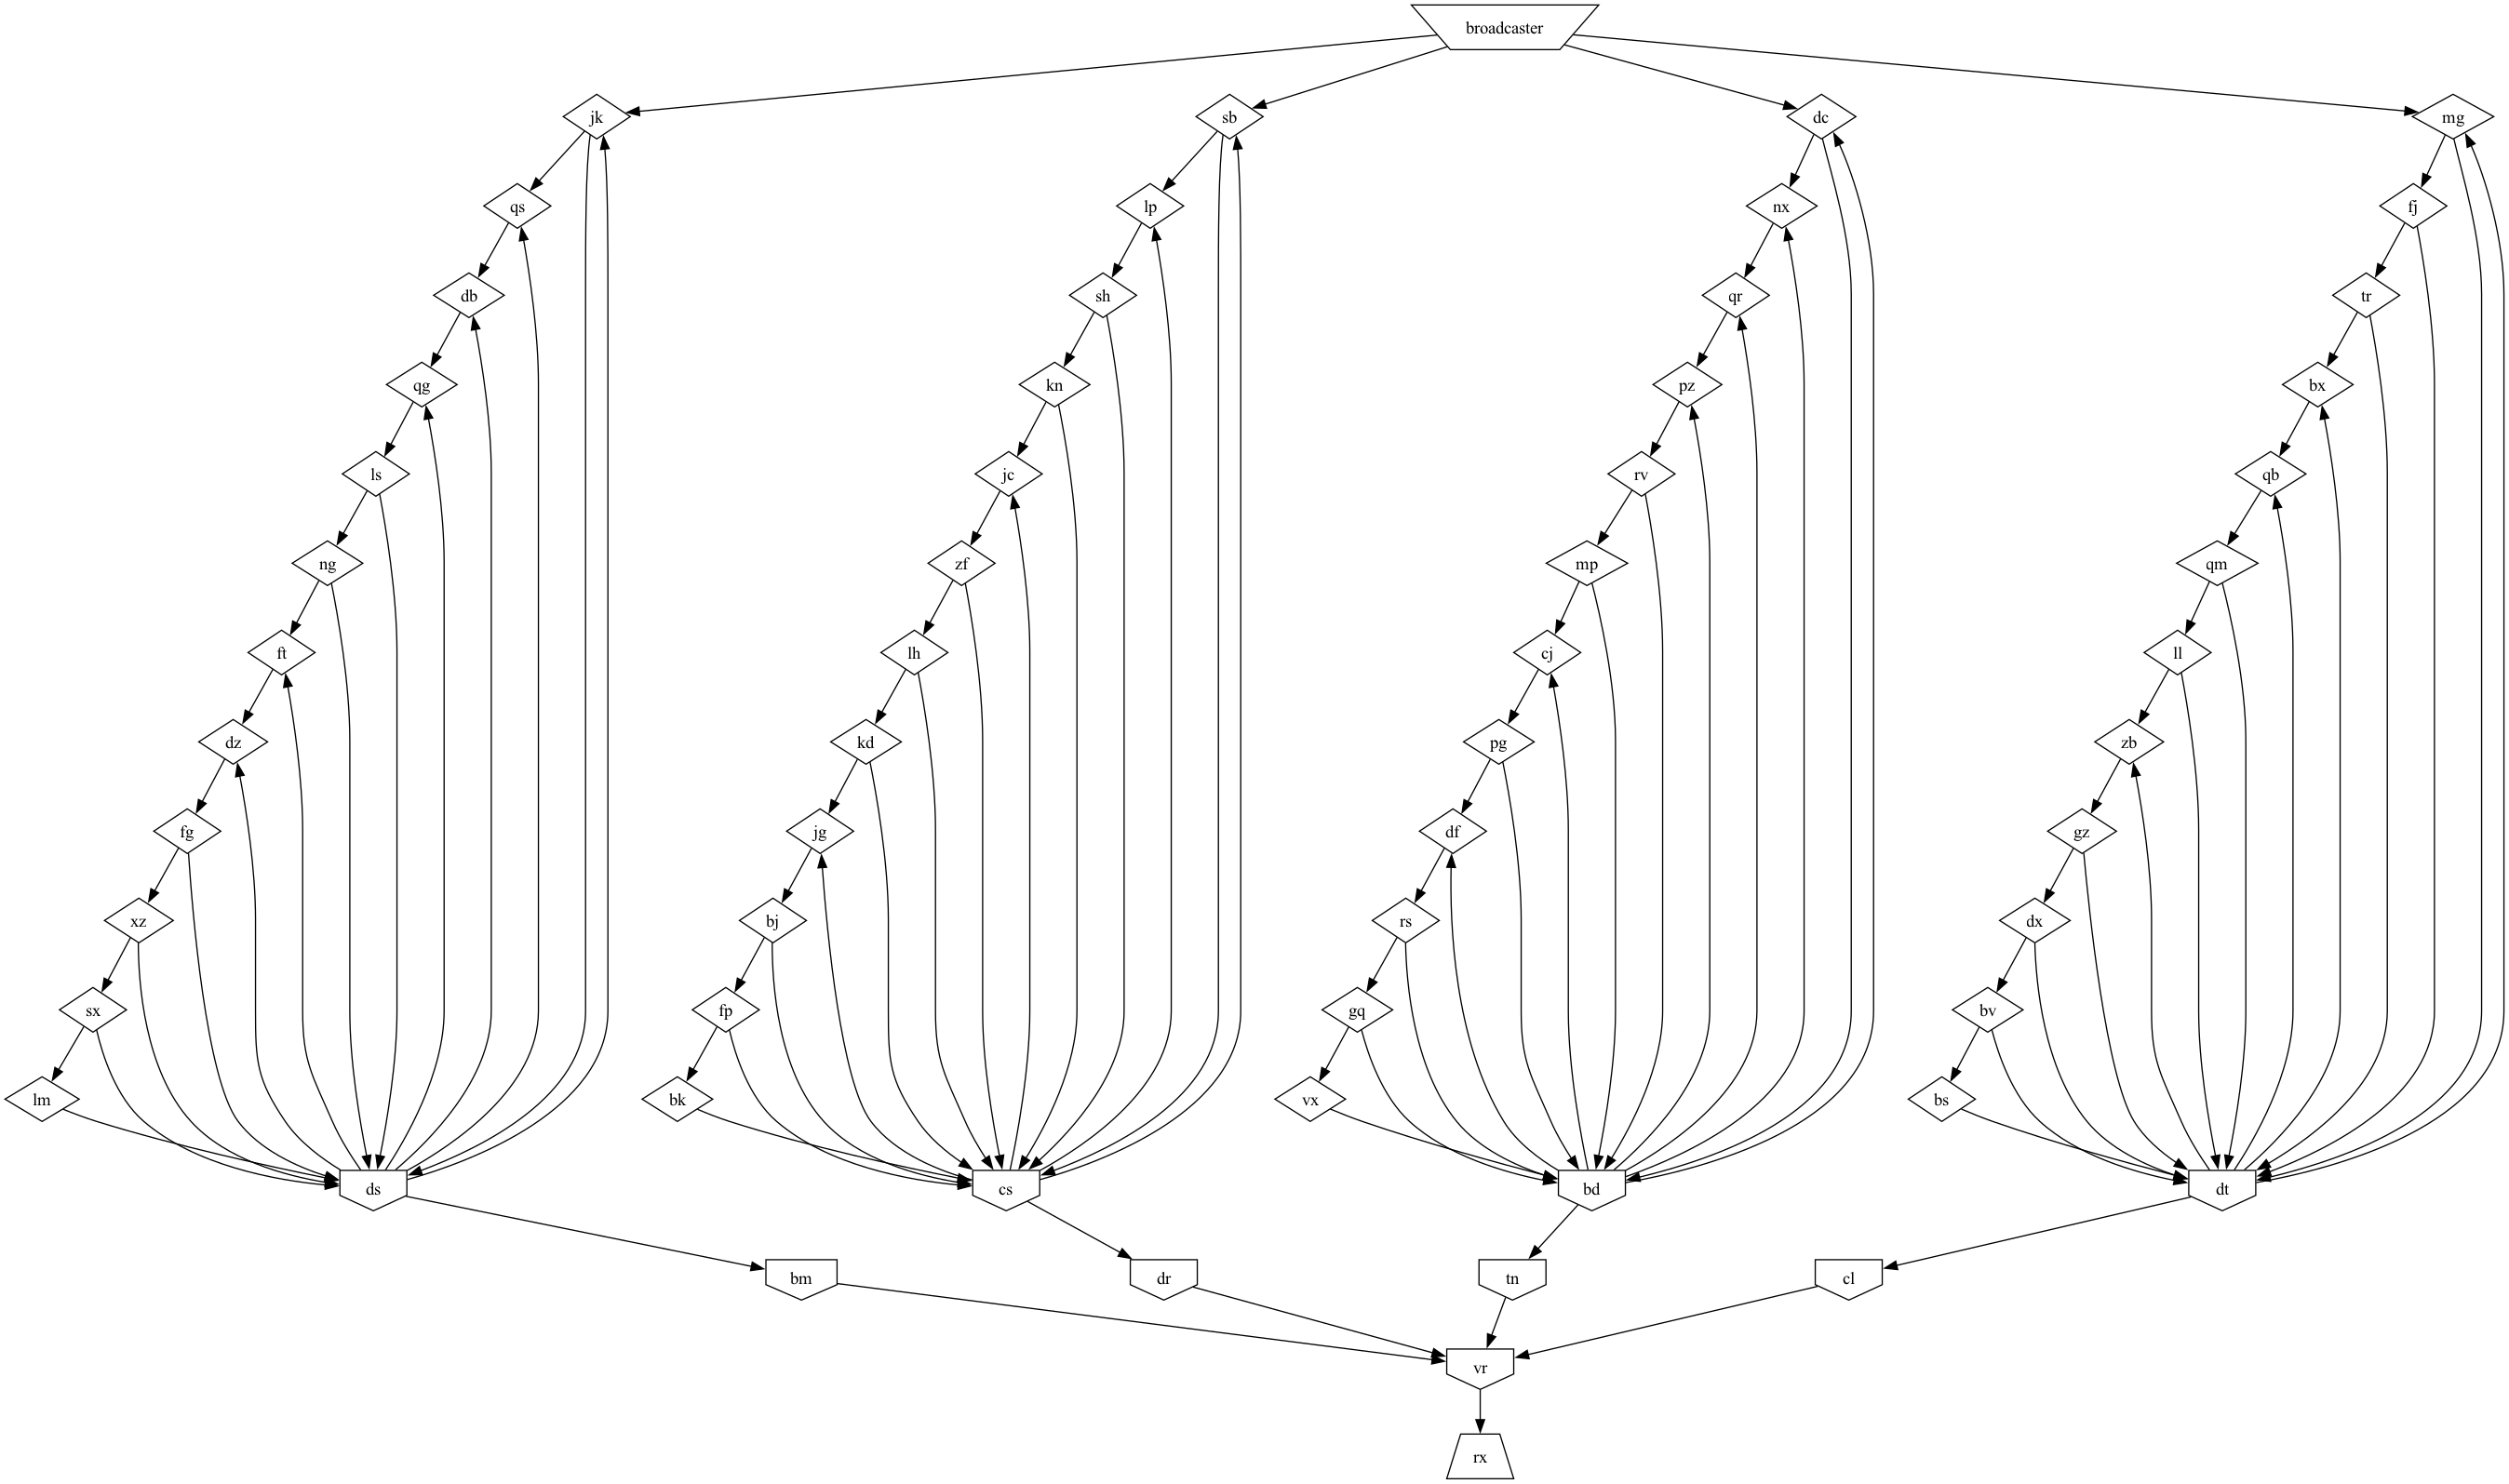 broadcaster
jk
sb
dc
mg
qs
lp
nx
fj
db
sh
qr
tr
qg
kn
pz
bx
ls
jc
rv
qb
ng
zf
mp
qm
ft
lh
cj
ll
dz
kd
pg
zb
fg
jg
df
gz
xz
bj
rs
dx
sx
fp
gq
bv
lm
bk
vx
bs
ds
cs
bd
dt
bm
dr
tn
cl
vr
rx